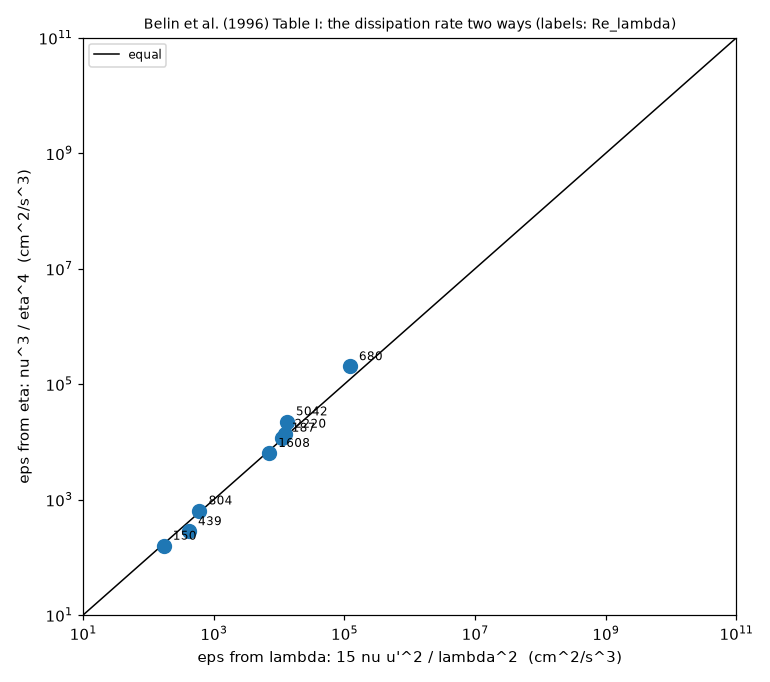 Belin et al. (1996) Table I: the dissipation rate two ways (labels: Re_lambda)
equal
eps from eta: nu^3 / eta^4 (cm^2/s^3)
10^11
10^9
10^7
10^5
10^3
10^1
680
5042
2220
187
1608
804
439
150
10^1 10^3 10^5 10^7 10^9 10^11
eps from lambda: 15 nu u'^2 / lambda^2 (cm^2/s^3)